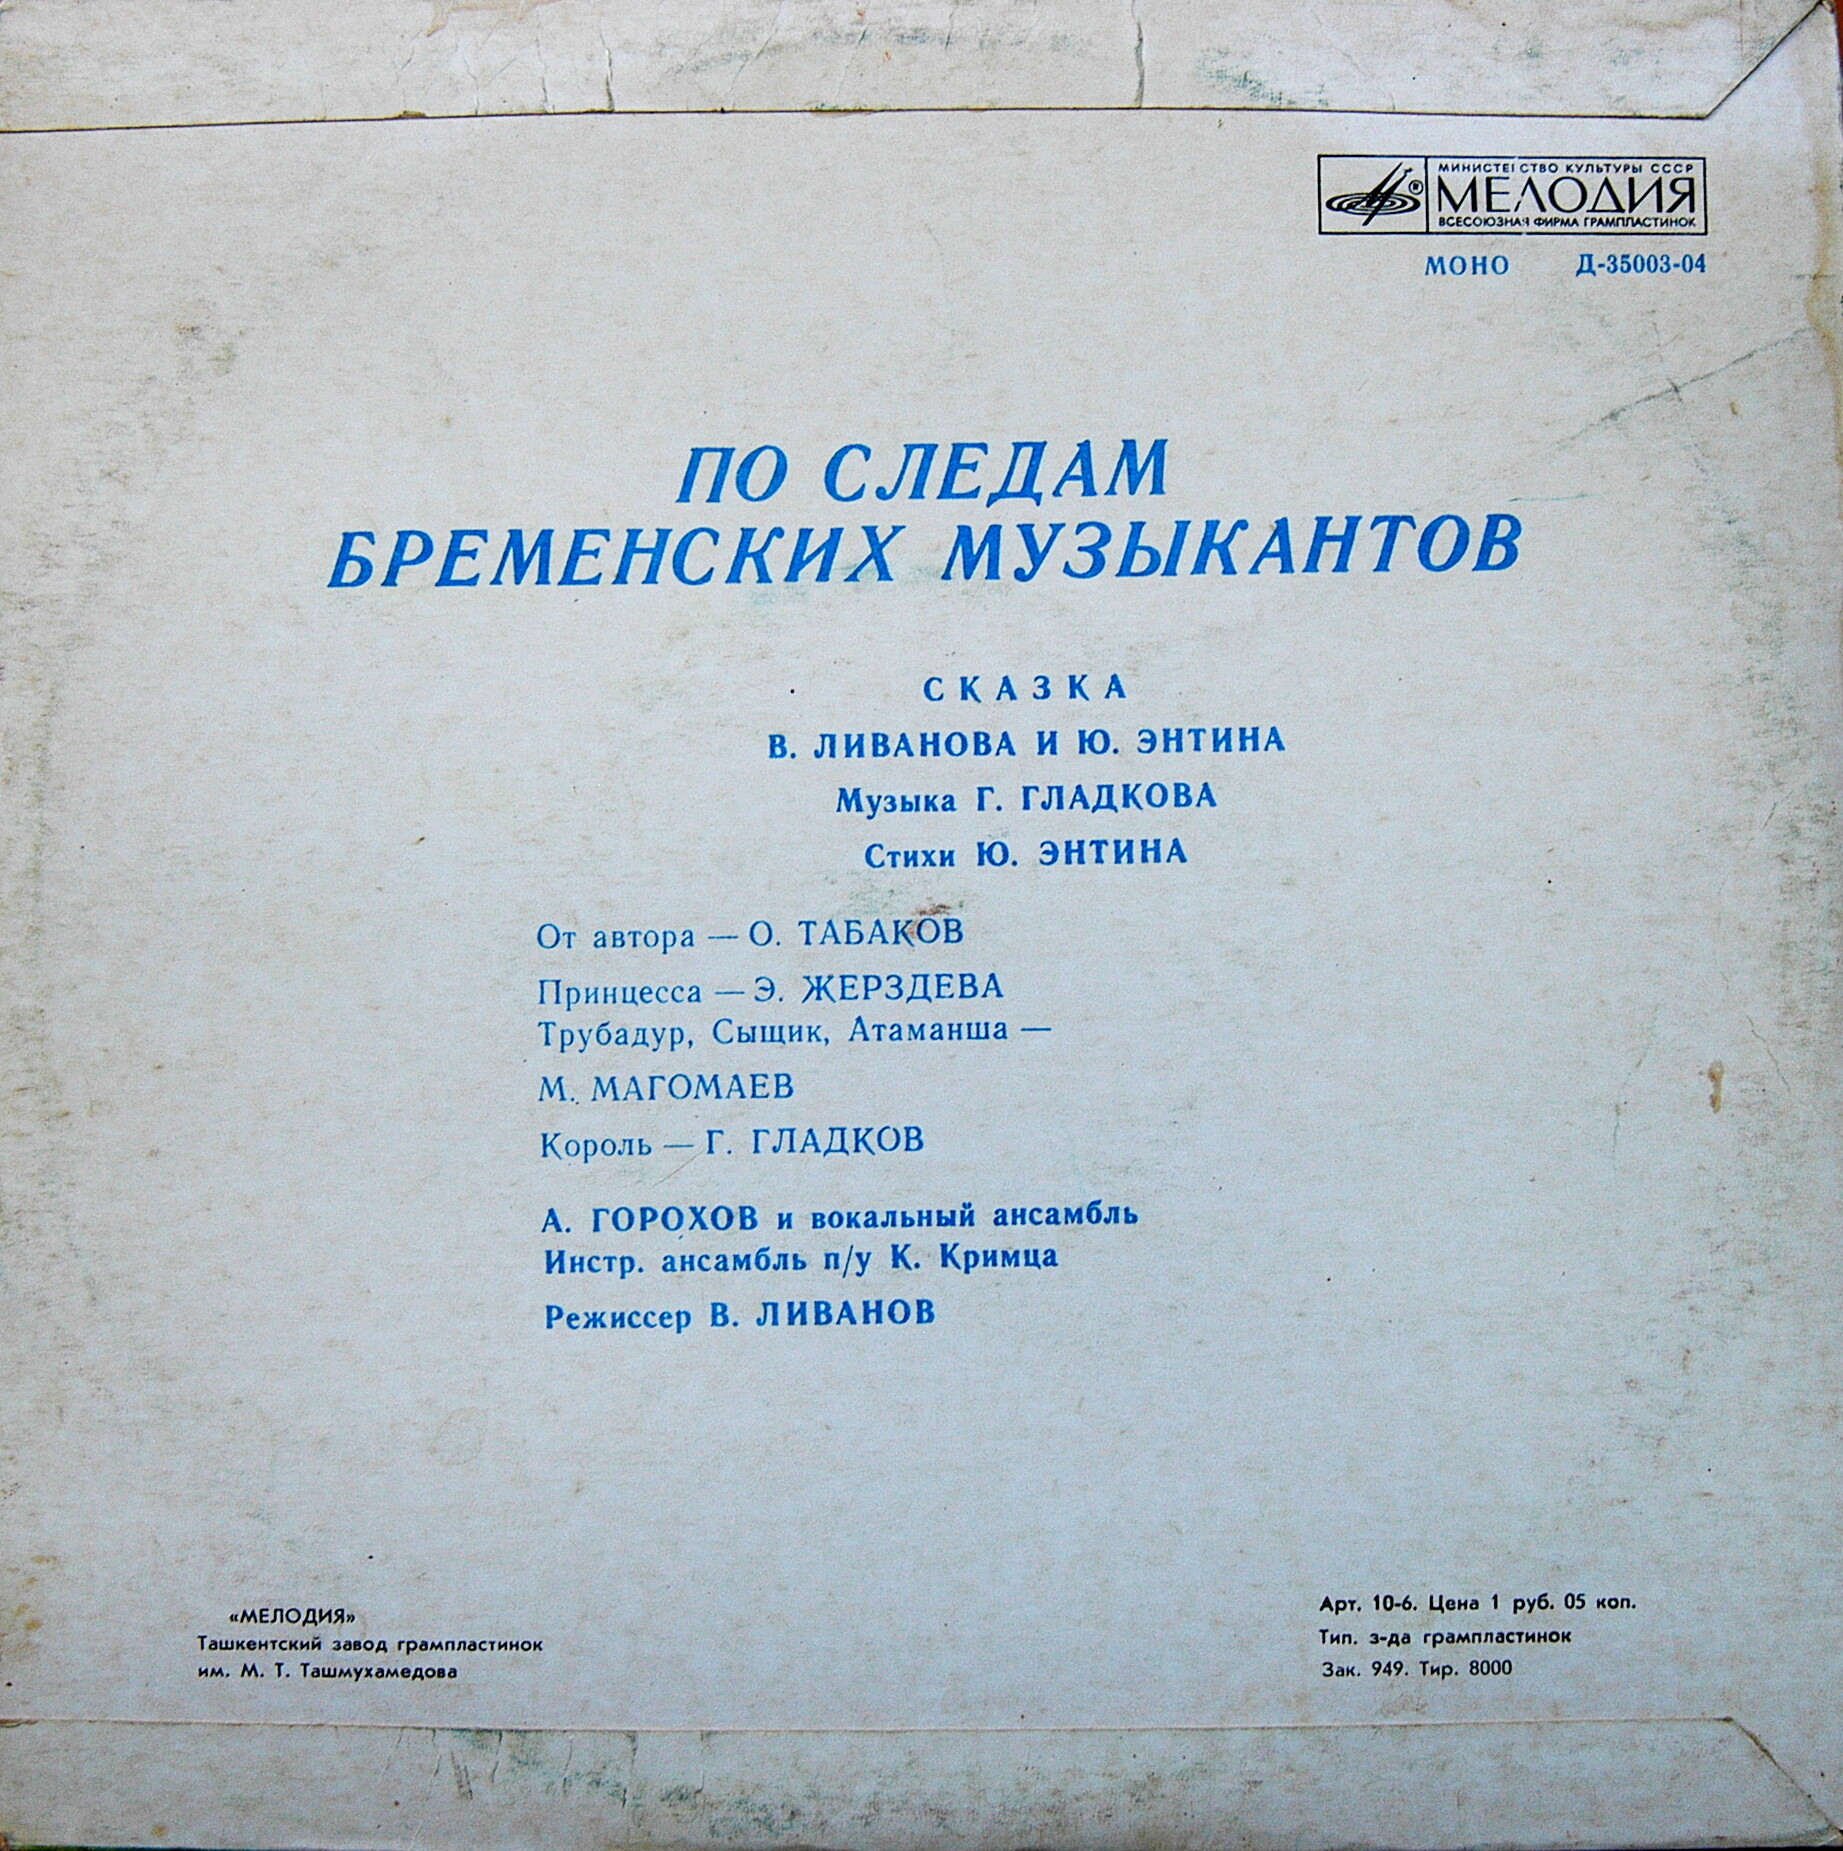 МИНИСТЕРСТВО КУЛЬТУРЫ СССР
МЕЛОДИЯ
ВСЕСОЮЗНАЯ ФИРМА ГРАМПЛАСТИНОК
МОНО Д-35003-04
ПО СЛЕДАМ
БРЕМЕНСКИХ МУЗЫКАНТОВ
СКАЗКА
В. ЛИВАНОВА И Ю. ЭНТИНА
Музыка Г. ГЛАДКОВА
Стихи Ю. ЭНТИНА
От автора — О. ТАБАКОВ
Принцесса — Э. ЖЕРЗДЕВА
Трубадур, Сыщик, Атаманша —
М. МАГОМАЕВ
Король — Г. ГЛАДКОВ
А. ГОРОХОВ и вокальный ансамбль
Инстр. ансамбль п/у К. Кримца
Режиссер В. ЛИВАНОВ
«МЕЛОДИЯ»
Ташкентский завод грампластинок
им. М. Т. Ташмухамедова
Арт. 10-6. Цена 1 руб. 05 коп.
Тип. з-да грампластинок
Зак. 949. Тир. 8000